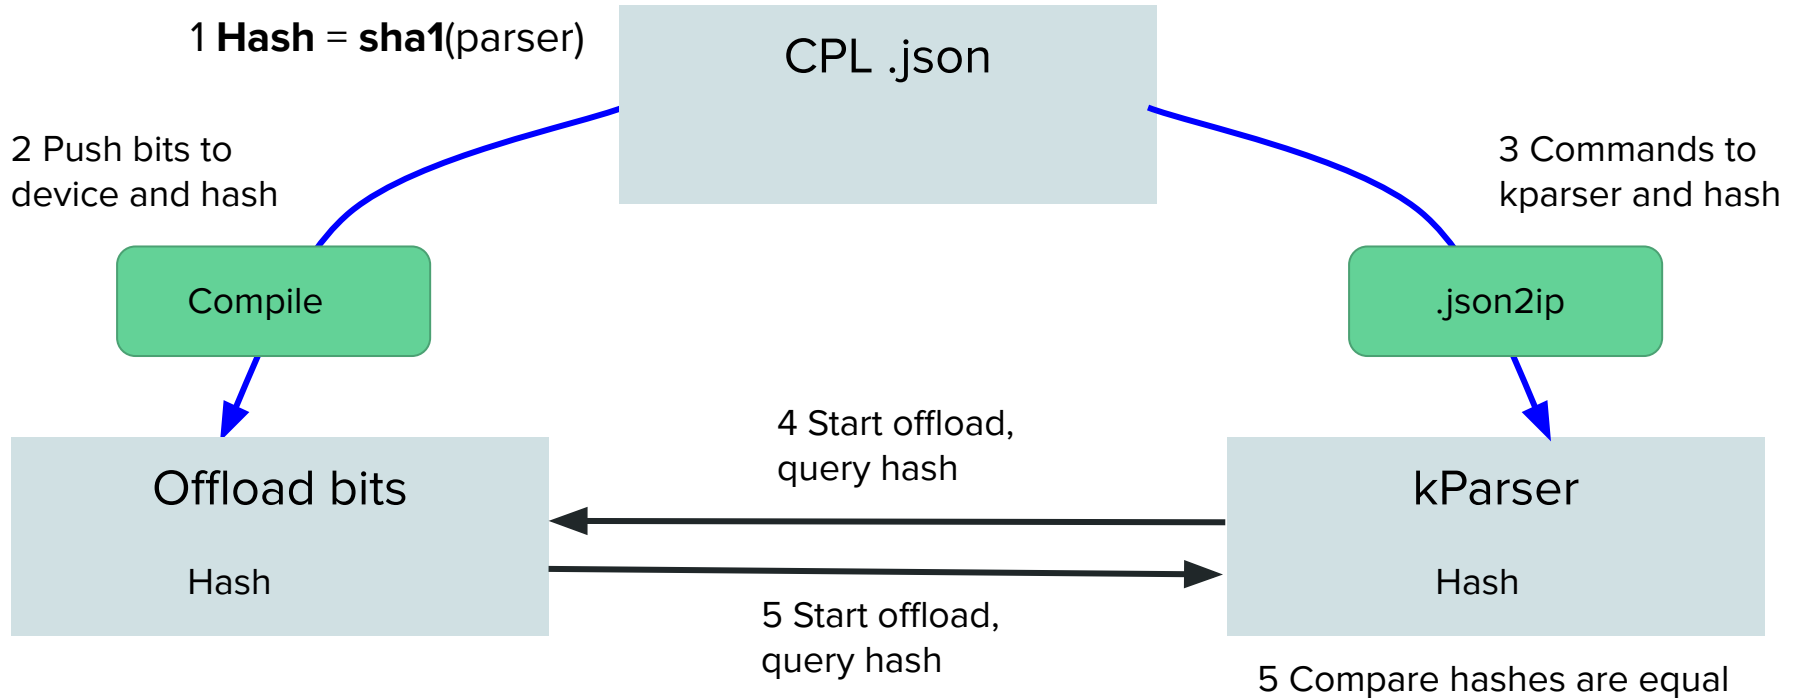 1 Hash = sha1(parser)
CPL .json
2 Push bits to
device and hash
3 Commands to
kparser and hash
Compile
.json2ip
4 Start offload,
query hash
Offload bits
Hash
kParser
Hash
5 Start offload,
query hash
5 Compare hashes are equal